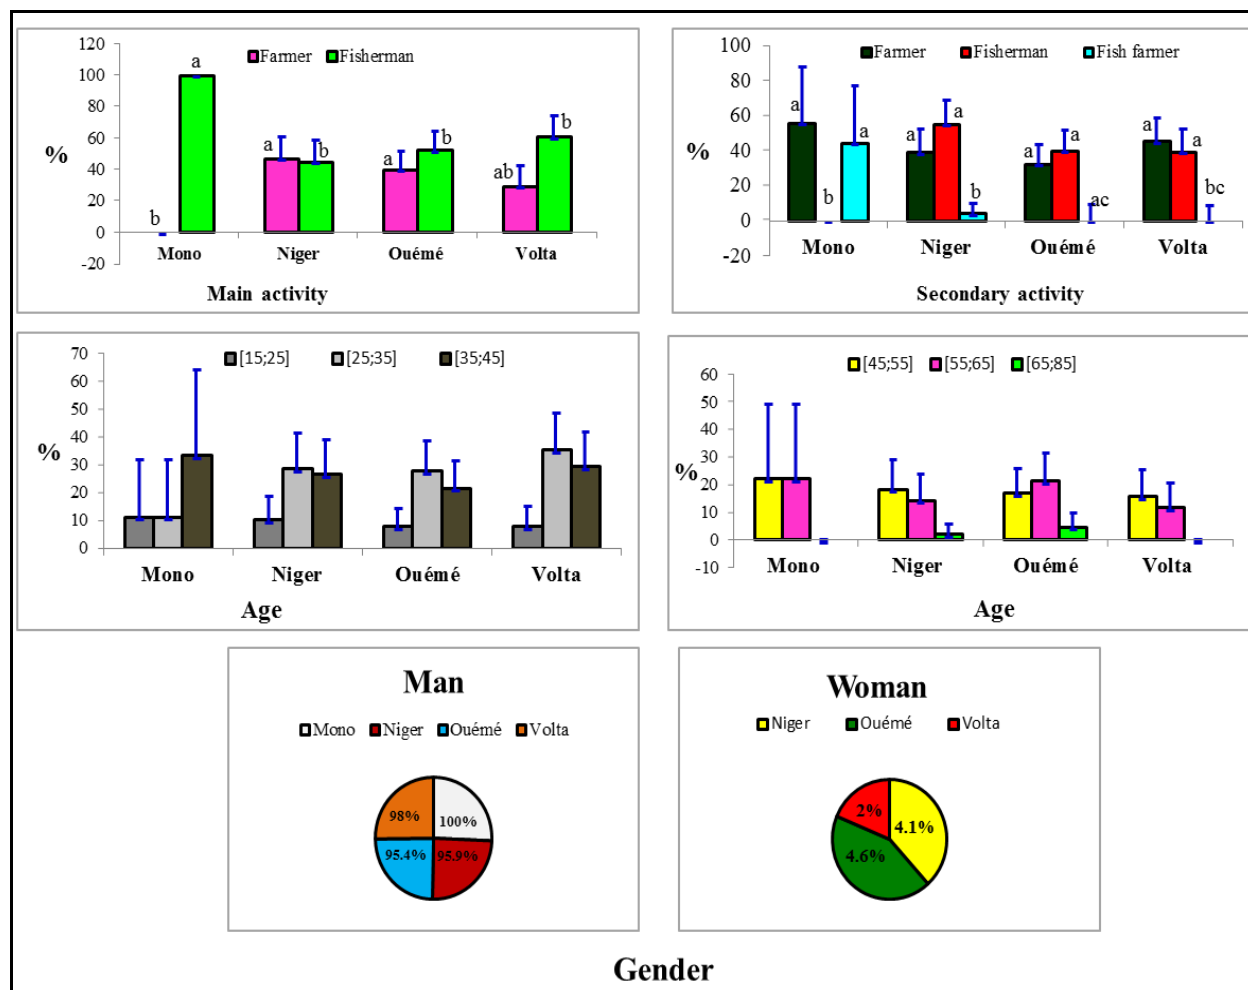 Farmer Fisherman
120
100
80
60
40
20
0
-20
%
b a a b a b ab b
Mono Niger Ouémé Volta
Main activity
Farmer Fisherman Fish farmer
100
80
60
40
20
0
-20
%
a b a a a b a a ac a a bc
Mono Niger Ouémé Volta
Secondary activity
[15;25] [25;35] [35;45]
70
60
50
40
30
20
10
0
%
Mono Niger Ouémé Volta
Age
[45;55] [55;65] [65;85]
60
50
40
30
20
10
0
-10
%
Mono Niger Ouémé Volta
Age
Man
Mono Niger Ouémé Volta
98% 100%
95.4% 95.9%
Woman
Niger Ouémé Volta
2% 4.1%
4.6%
Gender